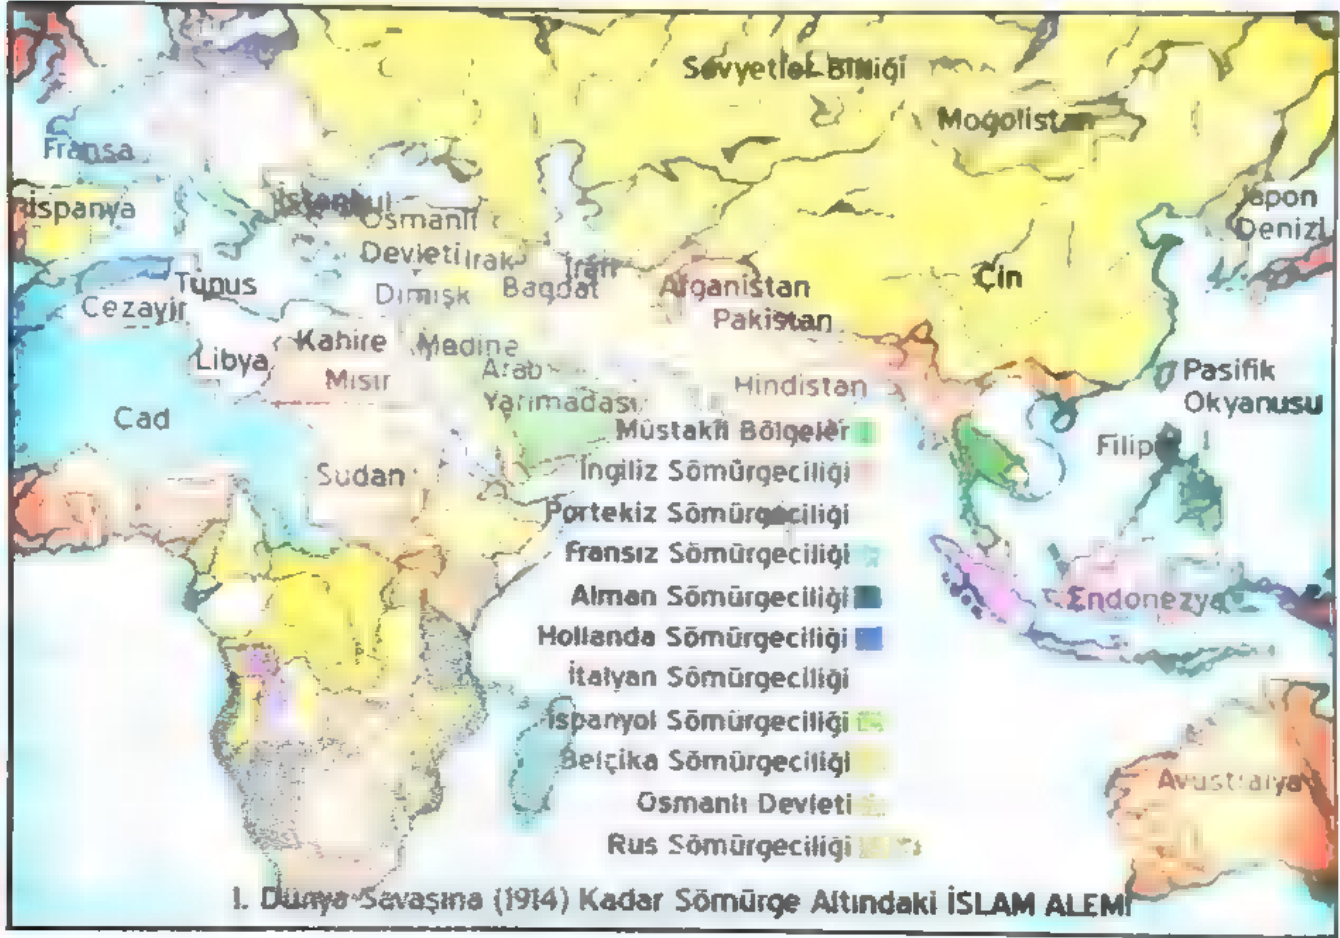 Sovyetler Birliği
Moğolistan
Fransa
İspanya
İstanbul
Osmanlı
Devleti
Irak
İran
Japon
Denizi
Tunus
Cezayir
Dimışk
Bağdat
Afganistan
Pakistan
Çin
Libya
Kahire
Mısır
Medine
Arab
Yarımadası
Hindistan
Pasifik
Okyanusu
Çad
Sudan
Müstakil Bölgeler
İngiliz Sömürgeciliği
Portekiz Sömürgeciliği
Fransız Sömürgeciliği
Alman Sömürgeciliği
Hollanda Sömürgeciliği
İtalyan Sömürgeciliği
İspanyol Sömürgeciliği
Belçika Sömürgeciliği
Osmanlı Devleti
Rus Sömürgeciliği
Endonezya
Avustralya
I. Dünya Savaşına (1914) Kadar Sömürge Altındaki İSLAM ALEMİ